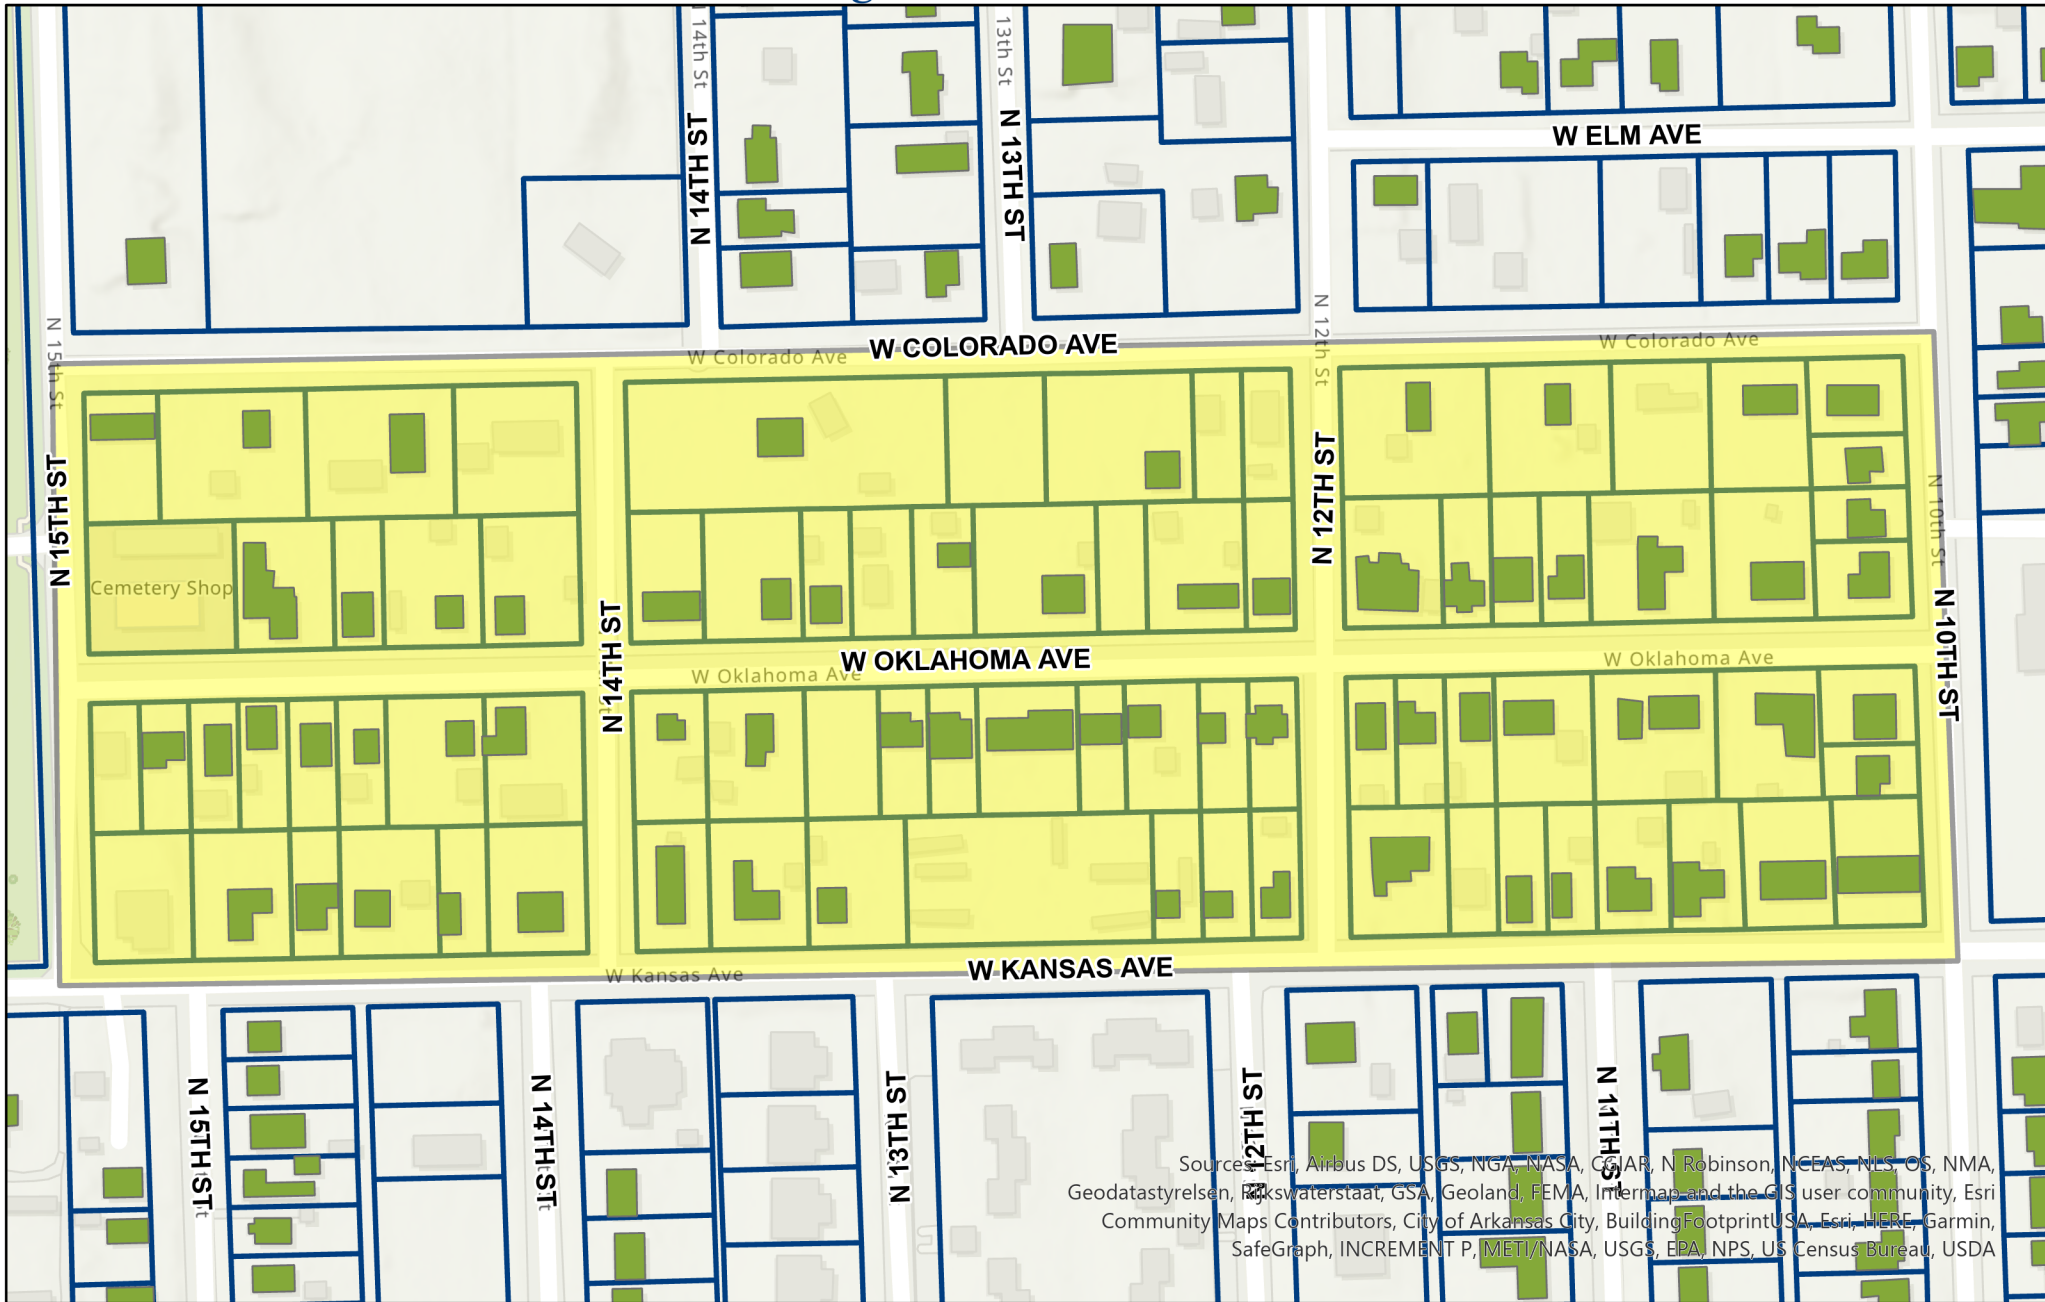 14th St
13th St
N 14TH ST
N 13TH ST
W ELM AVE
N 15th St
N 12th St
W COLORADO AVE
W Colorado Ave
W Colorado Ave
N 15TH ST
N 12TH ST
N 10th St
Cemetery Shop
N 14TH ST
W OKLAHOMA AVE
W Oklahoma Ave
W Oklahoma Ave
N 10TH ST
W KANSAS AVE
W Kansas Ave
N 15TH ST
N 14TH ST
N 13TH ST
N 12TH ST
N 11TH ST
Sources: Esri, Airbus DS, USGS, NGA, NASA, CGIAR, N Robinson, NCEAS, NLS, OS, NMA,
Geodatastyrelsen, Rijkswaterstaat, GSA, Geoland, FEMA, Intermap and the GIS user community, Esri
Community Maps Contributors, City of Arkansas City, BuildingFootprintUSA, Esri, HERE, Garmin,
SafeGraph, INCREMENT P, METI/NASA, USGS, EPA, NPS, US Census Bureau, USDA